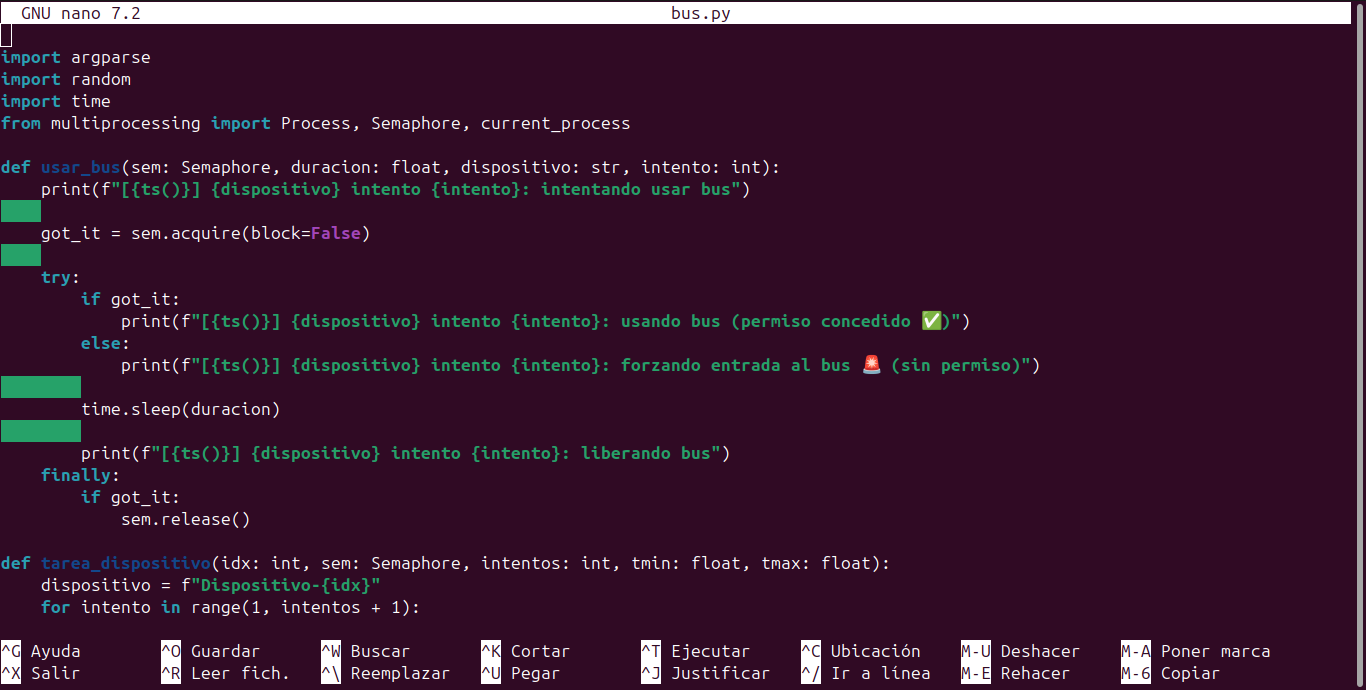 GNU nano 7.2 bus.py
import argparse
import random
import time
from multiprocessing import Process, Semaphore, current_process
def usar_bus(sem: Semaphore, duracion: float, dispositivo: str, intento: int):
    print(f"[{ts()}] {dispositivo} intento {intento}: intentando usar bus")
    got_it = sem.acquire(block=False)
    try:
        if got_it:
            print(f"[{ts()}] {dispositivo} intento {intento}: usando bus (permiso concedido ✅)")
        else:
            print(f"[{ts()}] {dispositivo} intento {intento}: forzando entrada al bus 🚨 (sin permiso)")
        time.sleep(duracion)
        print(f"[{ts()}] {dispositivo} intento {intento}: liberando bus")
    finally:
        if got_it:
            sem.release()
def tarea_dispositivo(idx: int, sem: Semaphore, intentos: int, tmin: float, tmax: float):
    dispositivo = f"Dispositivo-{idx}"
    for intento in range(1, intentos + 1):
^G Ayuda ^O Guardar ^W Buscar ^K Cortar ^T Ejecutar ^C Ubicación M-U Deshacer M-A Poner marca
^X Salir ^R Leer fich. ^\ Reemplazar ^U Pegar ^J Justificar ^/ Ir a línea M-E Rehacer M-6 Copiar